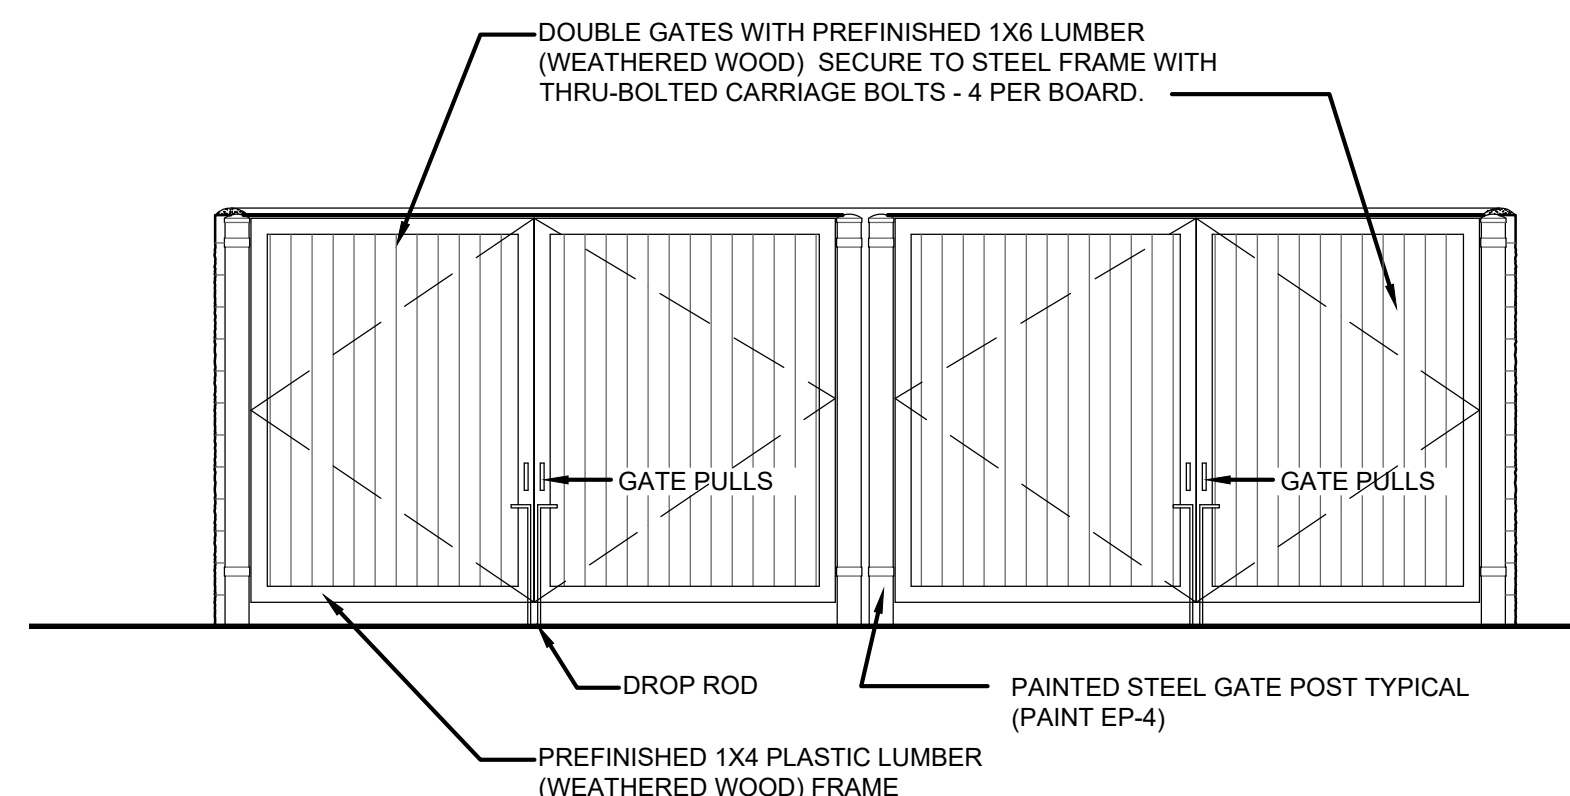 DOUBLE GATES WITH PREFINISHED 1X6 LUMBER
(WEATHERED WOOD) SECURE TO STEEL FRAME WITH
THRU-BOLTED CARRIAGE BOLTS - 4 PER BOARD.
GATE PULLS
GATE PULLS
DROP ROD
PAINTED STEEL GATE POST TYPICAL
(PAINT EP-4)
PREFINISHED 1X4 PLASTIC LUMBER
(WEATHERED WOOD) FRAME